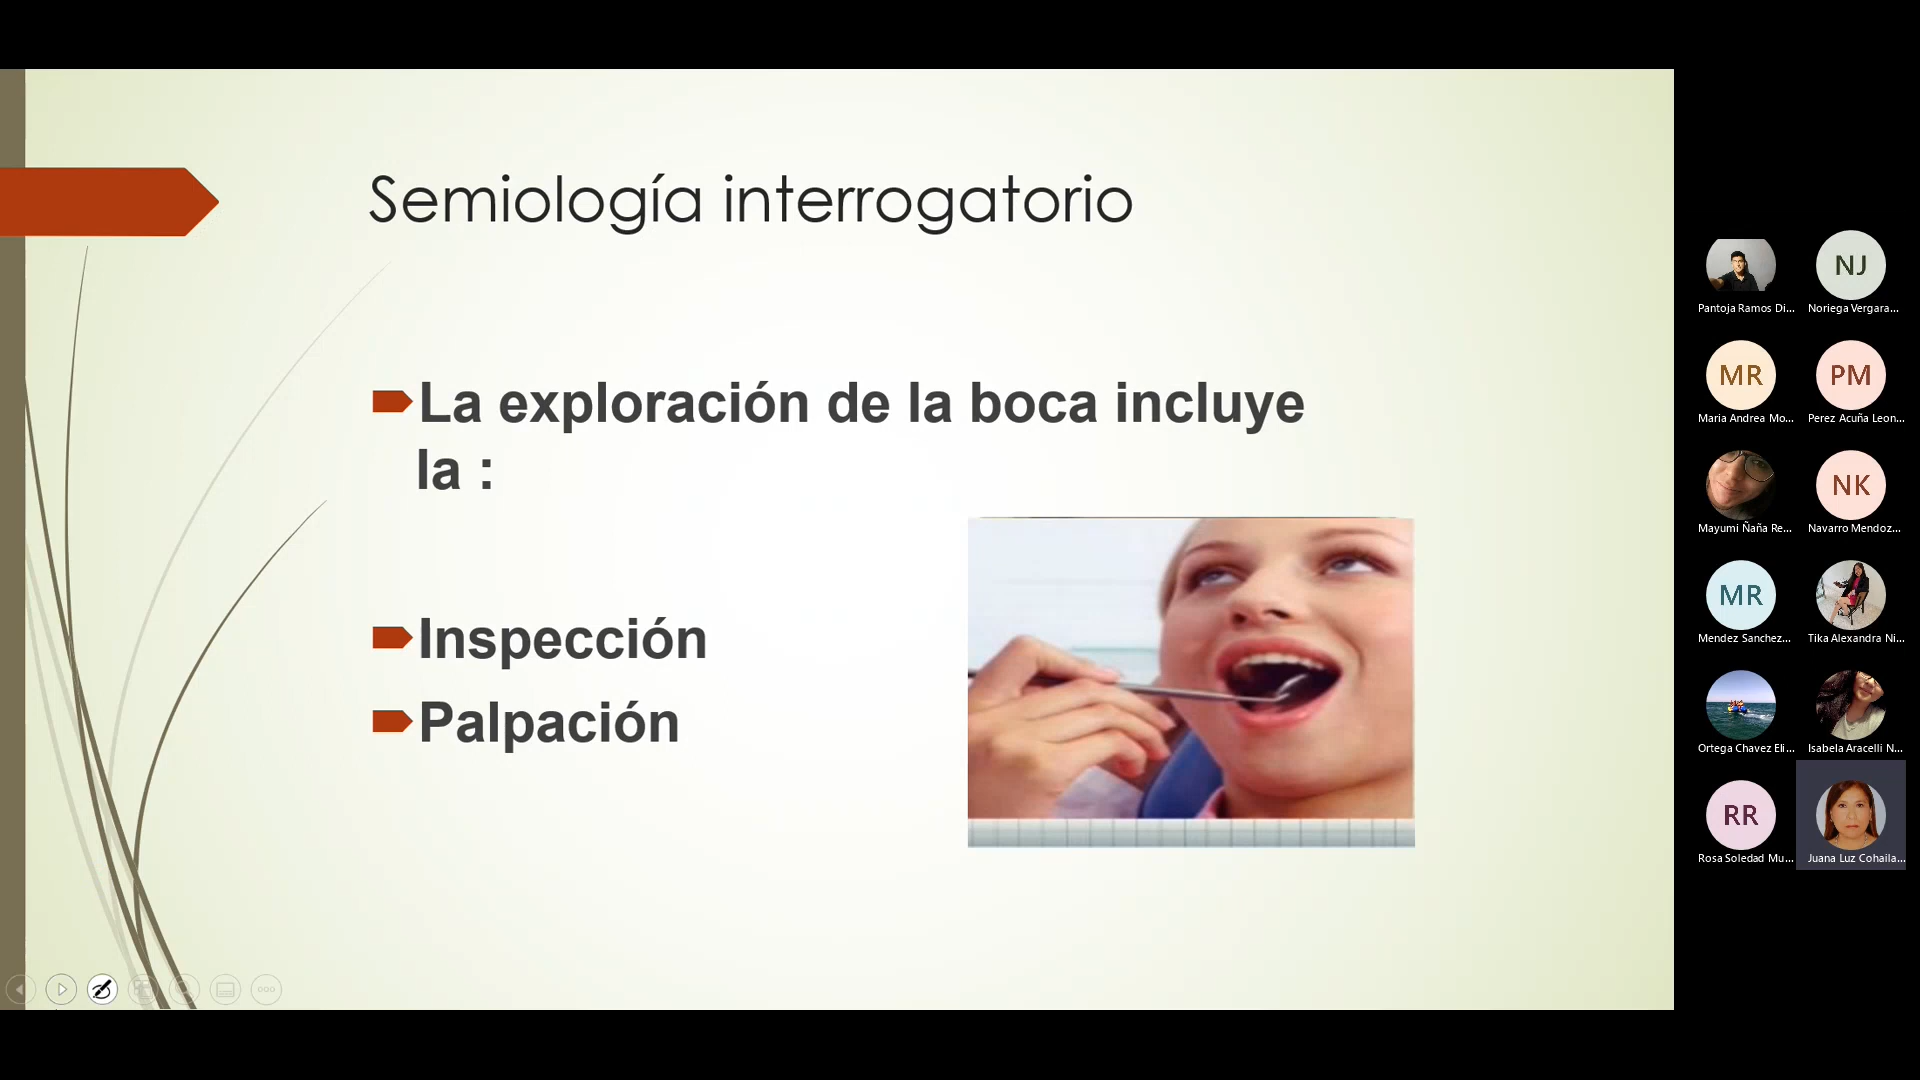 Semiología interrogatorio
La exploración de la boca incluye
la :
Inspección
Palpación
Pantoja Ramos Di...
NJ
Noriega Vergara...
MR
Maria Andrea Mo...
PM
Perez Acuña Leon...
Mayumi Ñaña Re...
NK
Navarro Mendoz...
MR
Mendez Sanchez...
Tika Alexandra Ni...
Ortega Chavez Eli...
Isabela Aracelli N...
RR
Rosa Soledad Mu...
Juana Luz Cohaila...